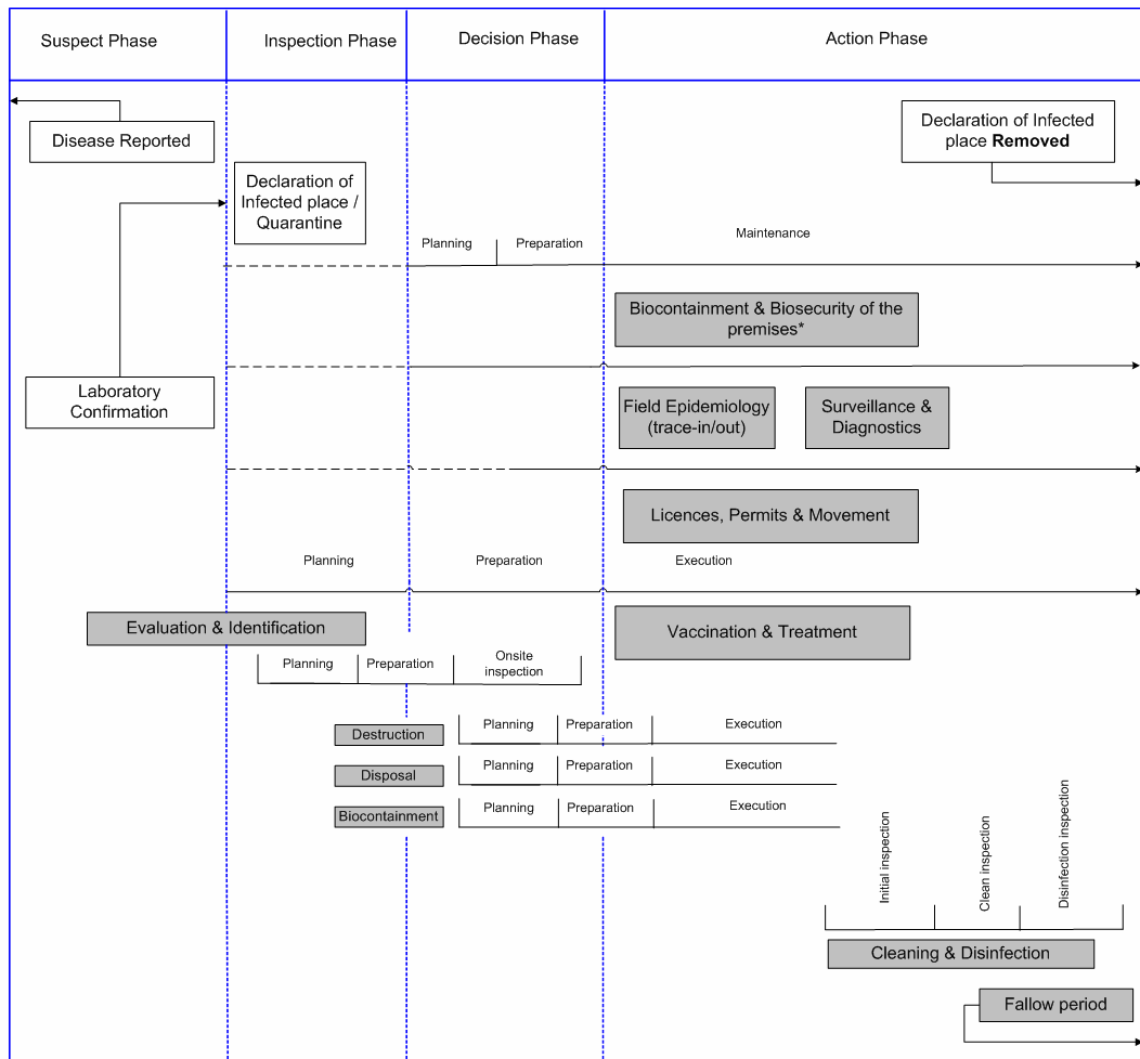 Suspect Phase
Inspection Phase
Decision Phase
Action Phase
Disease Reported
Declaration of Infected
place Removed
Declaration of
Infected place /
Quarantine
Planning
Preparation
Maintenance
Biocontainment & Biosecurity of the
premises*
Laboratory
Confirmation
Field Epidemiology
(trace-in/out)
Surveillance &
Diagnostics
Licences, Permits & Movement
Planning
Preparation
Execution
Evaluation & Identification
Vaccination & Treatment
Planning
Preparation
Onsite
inspection
Destruction
Planning
Preparation
Execution
Disposal
Planning
Preparation
Execution
Biocontainment
Planning
Preparation
Execution
Initial inspection
Clean inspection
Disinfection inspection
Cleaning & Disinfection
Fallow period